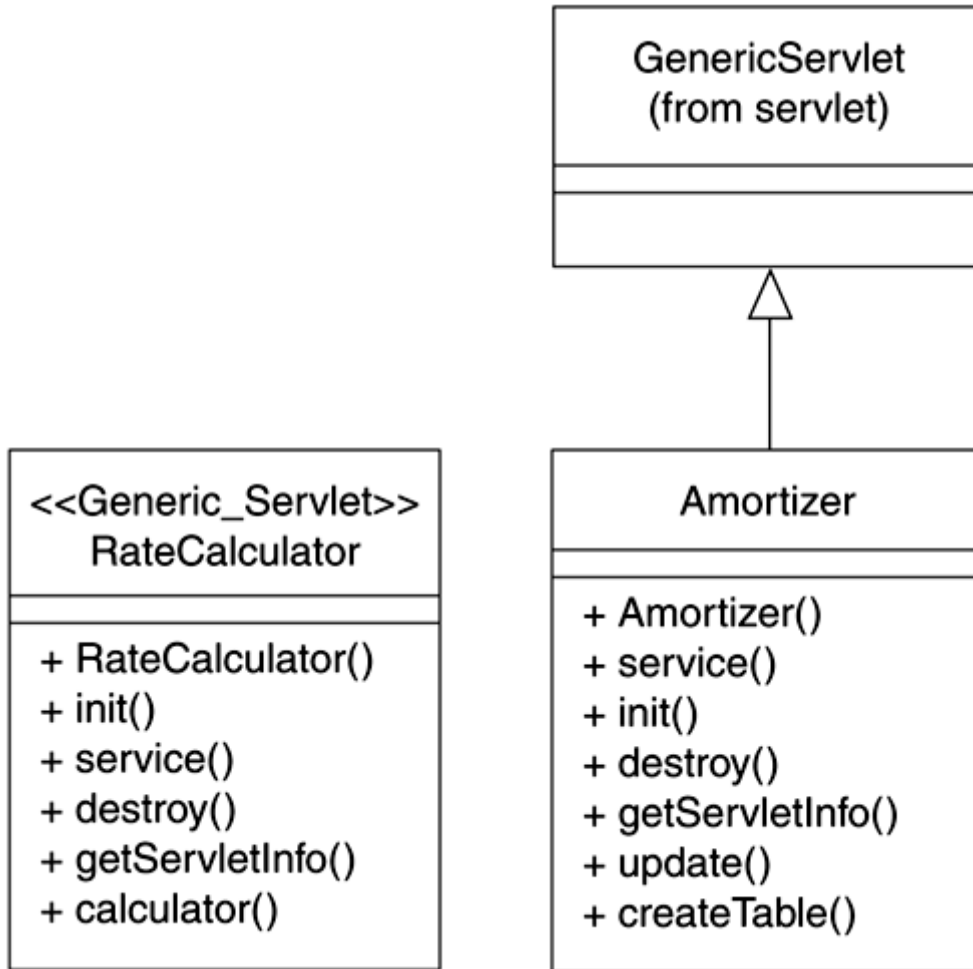 GenericServlet
(from servlet)
<<Generic_Servlet>>
RateCalculator
+ RateCalculator()
+ init()
+ service()
+ destroy()
+ getServletInfo()
+ calculator()
Amortizer
+ Amortizer()
+ service()
+ init()
+ destroy()
+ getServletInfo()
+ update()
+ createTable()